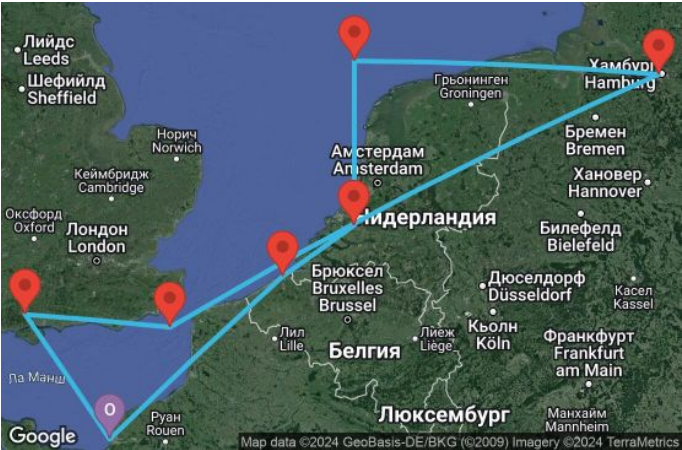 Лийдс
Leeds
Шефийлд
Sheffield
Хамбург
Hamburg
Грьонинген
Groningen
Норич
Norwich
Бремен
Bremen
Амстердам
Amsterdam
Кеймбридж
Cambridge
Хановер
Hannover
Оксфорд
Oxford
Лондон
London
Нидерландия
Билефелд
Bielefeld
Брюксел
Bruxelles
Brussel
Дюселдорф
Düsseldorf
Касел
Kassel
Лил
Lille
Лиеж
Liège
Кьолн
Köln
Белгия
Франкфурт
Frankfurt
am Main
Ла Манш
O
Руан
Rouen
Люксембург
Манхайм
Mannheim
Google
Map data ©2024 GeoBasis-DE/BKG (©2009) Imagery ©2024 TerraMetrics